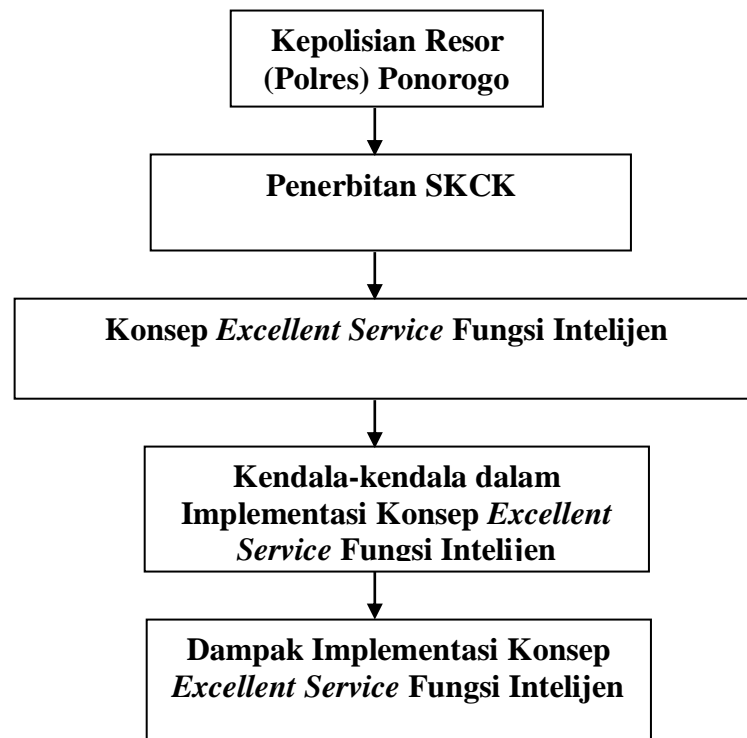 Kepolisian Resor
(Polres) Ponorogo
Penerbitan SKCK
Konsep Excellent Service Fungsi Intelijen
Kendala-kendala dalam
Implementasi Konsep Excellent
Service Fungsi Intelijen
Dampak Implementasi Konsep
Excellent Service Fungsi Intelijen